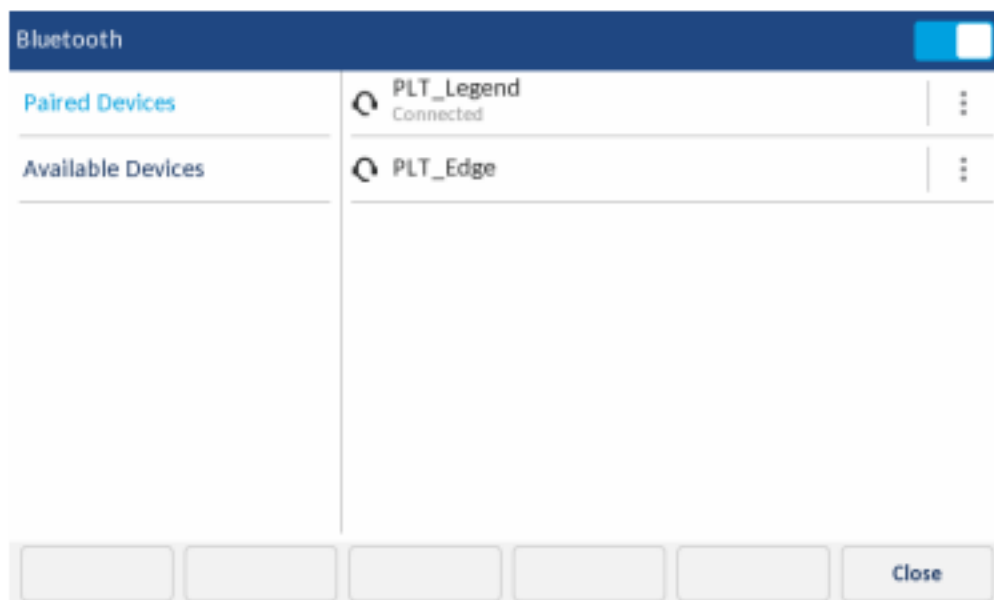 Bluetooth
Paired Devices
Available Devices
PLT_Legend
Connected
PLT_Edge
Close